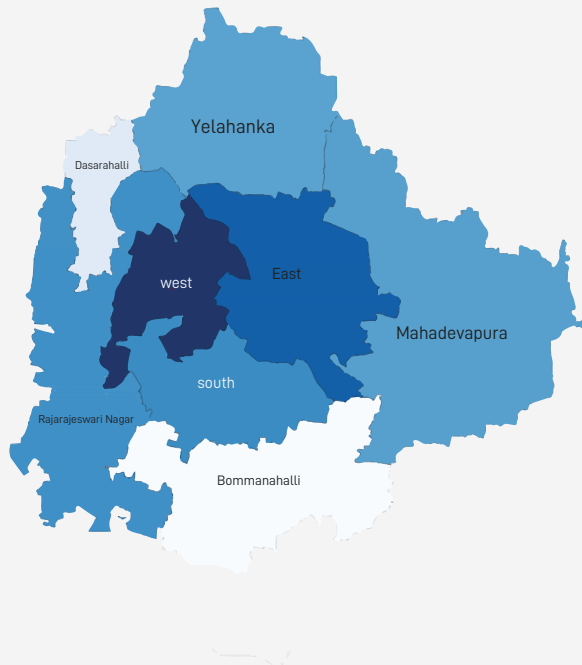 Yelahanka
Dasarahalli
west
East
Mahadevapura
south
Rajarajeswari Nagar
Bommanahalli